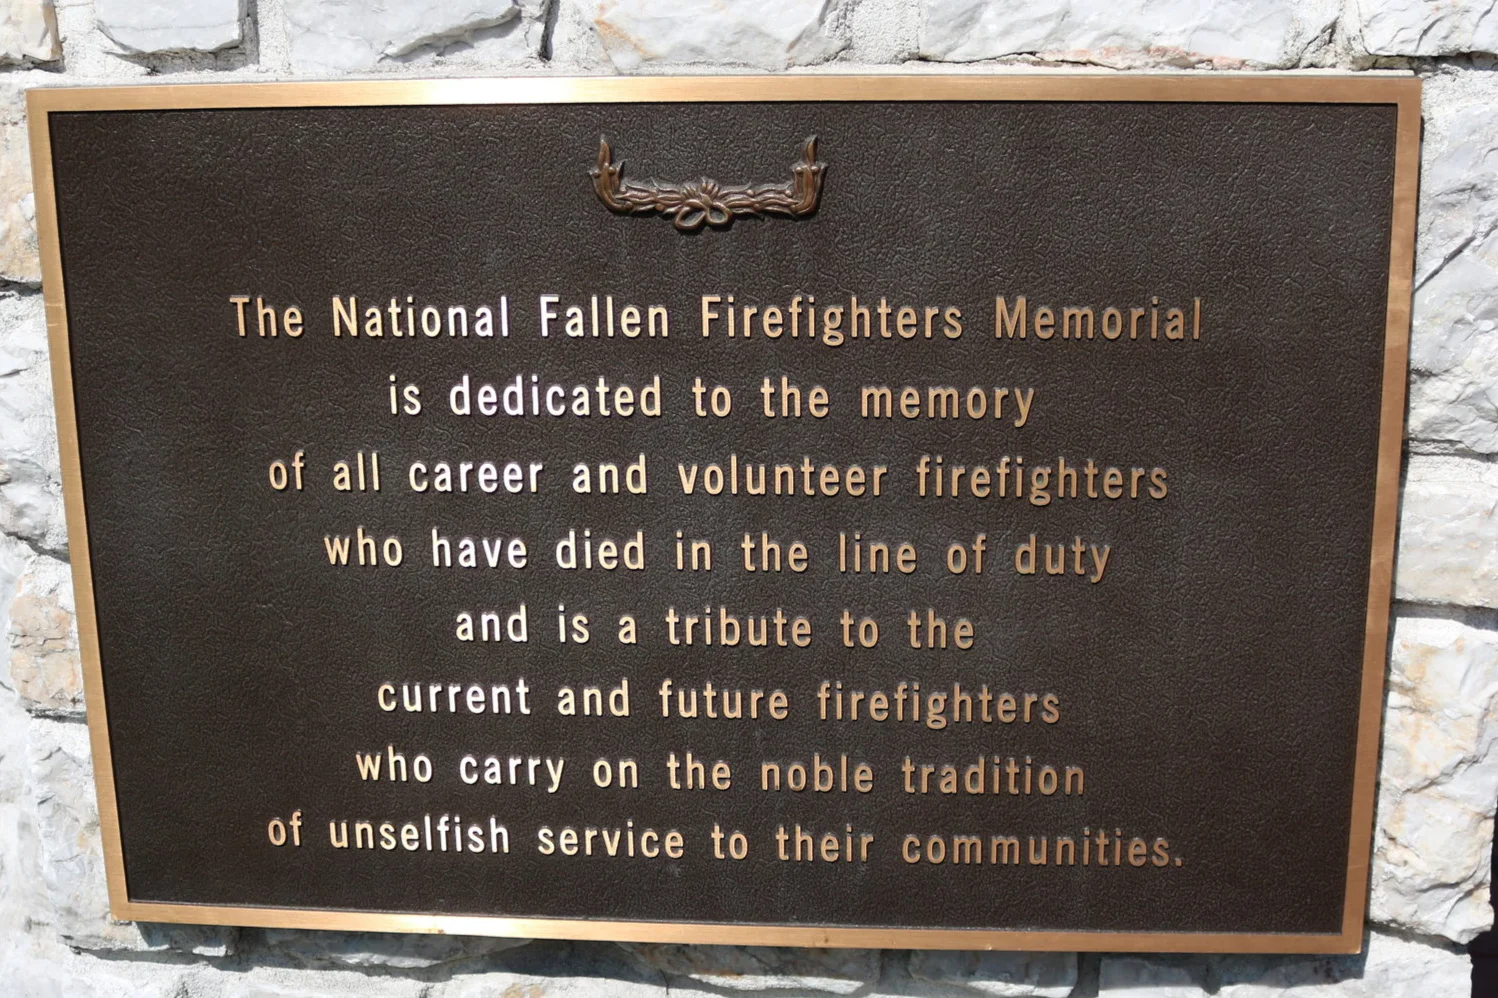 The National Fallen Firefighters Memorial
is dedicated to the memory
of all career and volunteer firefighters
who have died in the line of duty
and is a tribute to the
current and future firefighters
who carry on the noble tradition
of unselfish service to their communities.